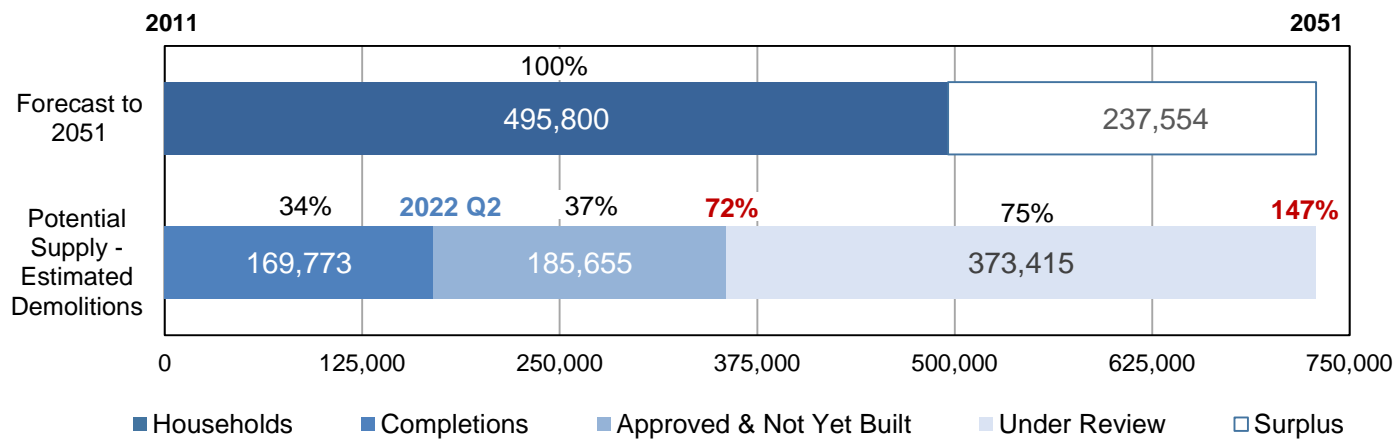 2011 2051
100%
Forecast to
2051
495,800 237,554
34% 2022 Q2 37% 72% 75% 147%
Potential
Supply -
Estimated
Demolitions
169,773 185,655 373,415
0 125,000 250,000 375,000 500,000 625,000 750,000
Households Completions Approved & Not Yet Built Under Review Surplus